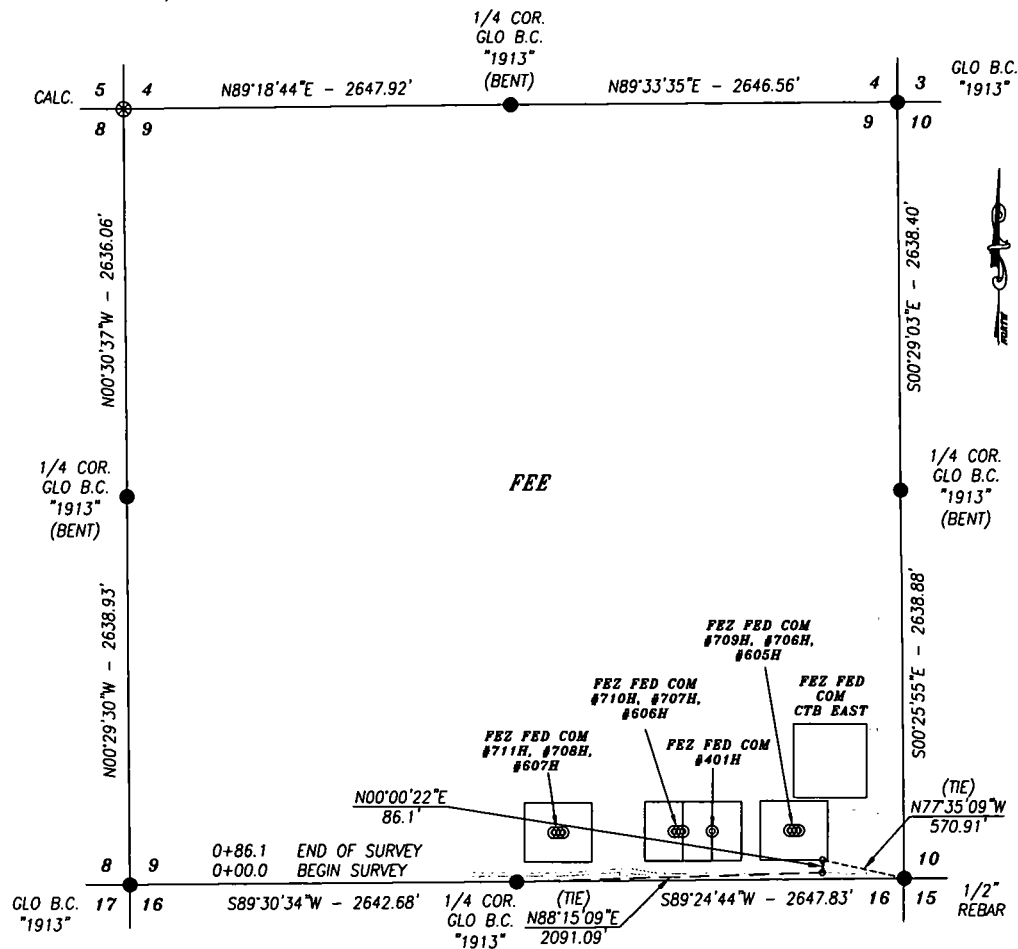 1/4 COR.
GLO B.C.
"1913"
(BENT)
CALC.
5 4
8 9
N89°18'44"E - 2647.92'
N89°33'35"E - 2646.56'
4 3
9 10
GLO B.C.
"1913"
N00°30'37"W - 2636.06'
S00°29'03"E - 2638.40'
NORTH
1/4 COR.
GLO B.C.
"1913"
(BENT)
FEE
1/4 COR.
GLO B.C.
"1913"
(BENT)
N00°29'30"W - 2638.93'
S00°25'55"E - 2638.88'
FEZ FED COM
#709H, #706H,
#605H
FEZ FED COM
#710H, #707H,
#606H
FEZ FED
COM
CTB EAST
FEZ FED COM
#711H, #708H,
#607H
FEZ FED COM
#401H
N00°00'22"E
86.1'
(TIE)
N77°35'09"W
570.91'
0+86.1 END OF SURVEY
0+00.0 BEGIN SURVEY
8 9
17 16
GLO B.C.
"1913"
S89°30'34"W - 2642.68'
1/4 COR.
GLO B.C.
"1913"
(TIE)
N88°15'09"E
2091.09'
S89°24'44"W - 2647.83'
10
16 15
1/2"
REBAR